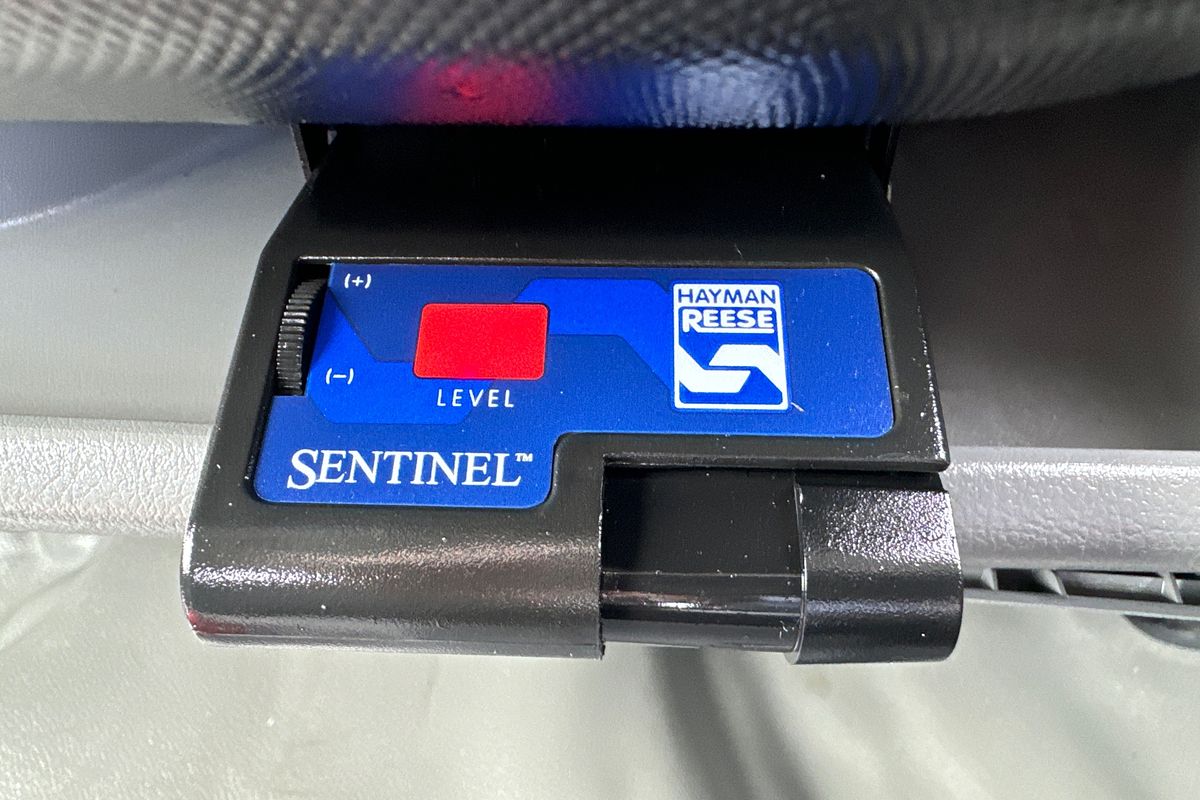 (+)
HAYMAN
REESE
(–)
LEVEL
SENTINEL™